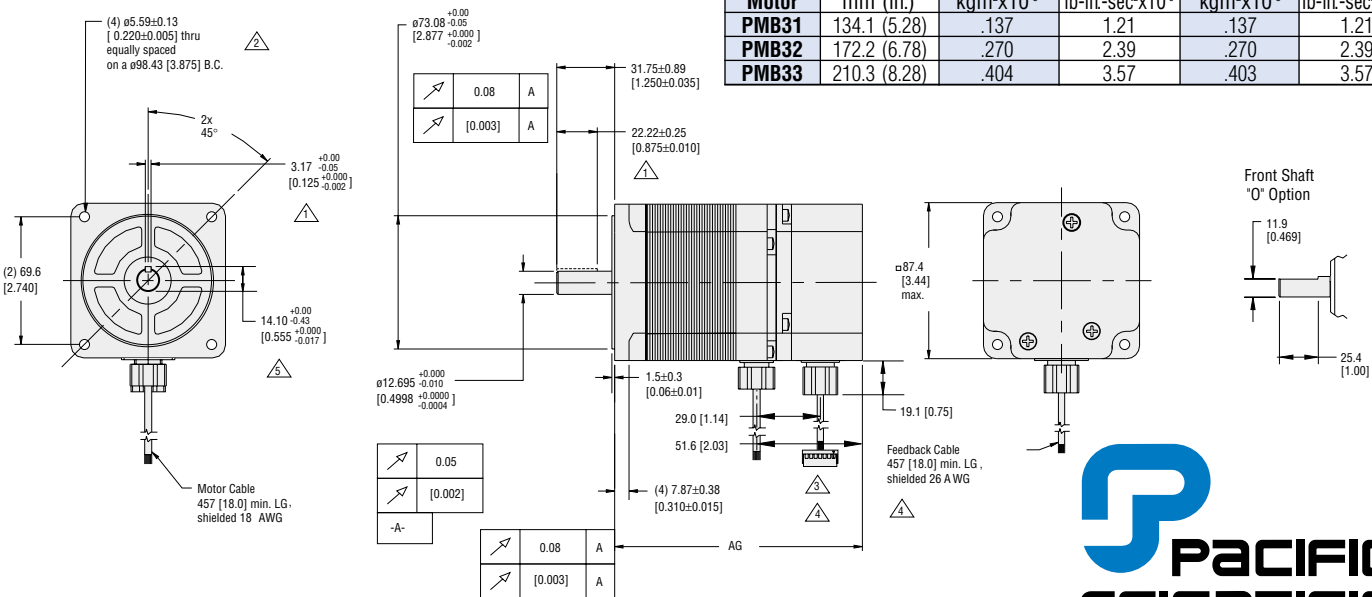 Motor mm (in.) kgm²x10⁻ lb-in.-sec²x10⁻ kgm²x10⁻ lb-in.-sec
PMB31 134.1 (5.28) .137 1.21 .137 1.21
PMB32 172.2 (6.78) .270 2.39 .270 2.39
PMB33 210.3 (8.28) .404 3.57 .403 3.57
(4) ø5.59±0.13
[ 0.220±0.005] thru
equally spaced
on a ø98.43 [3.875] B.C.
2
2x
45°
3.17 +0.00 -0.05
[0.125 +0.000 -0.002 ]
1
(2) 69.6
[2.740]
14.10 +0.00 -0.43
[0.555 +0.000 -0.017 ]
5
Motor Cable
457 [18.0] min. LG,
shielded 18 AWG
ø73.08 +0.00 -0.05
[2.877 +0.000 -0.002 ]
0.08 A
[0.003] A
31.75±0.89
[1.250±0.035]
22.22±0.25
[0.875±0.010]
1
ø12.695 +0.000 -0.010
[0.4998 +0.0000 -0.0004 ]
0.05
[0.002]
-A-
1.5±0.3
[0.06±0.01]
29.0 [1.14]
51.6 [2.03]
19.1 [0.75]
3
4
(4) 7.87±0.38
[0.310±0.015]
0.08 A
[0.003] A
AG
87.4
[3.44]
max.
Feedback Cable
457 [18.0] min. LG ,
shielded 26 AWG
4
Front Shaft
"O" Option
11.9
[0.469]
25.4
[1.00]
PACIFIC